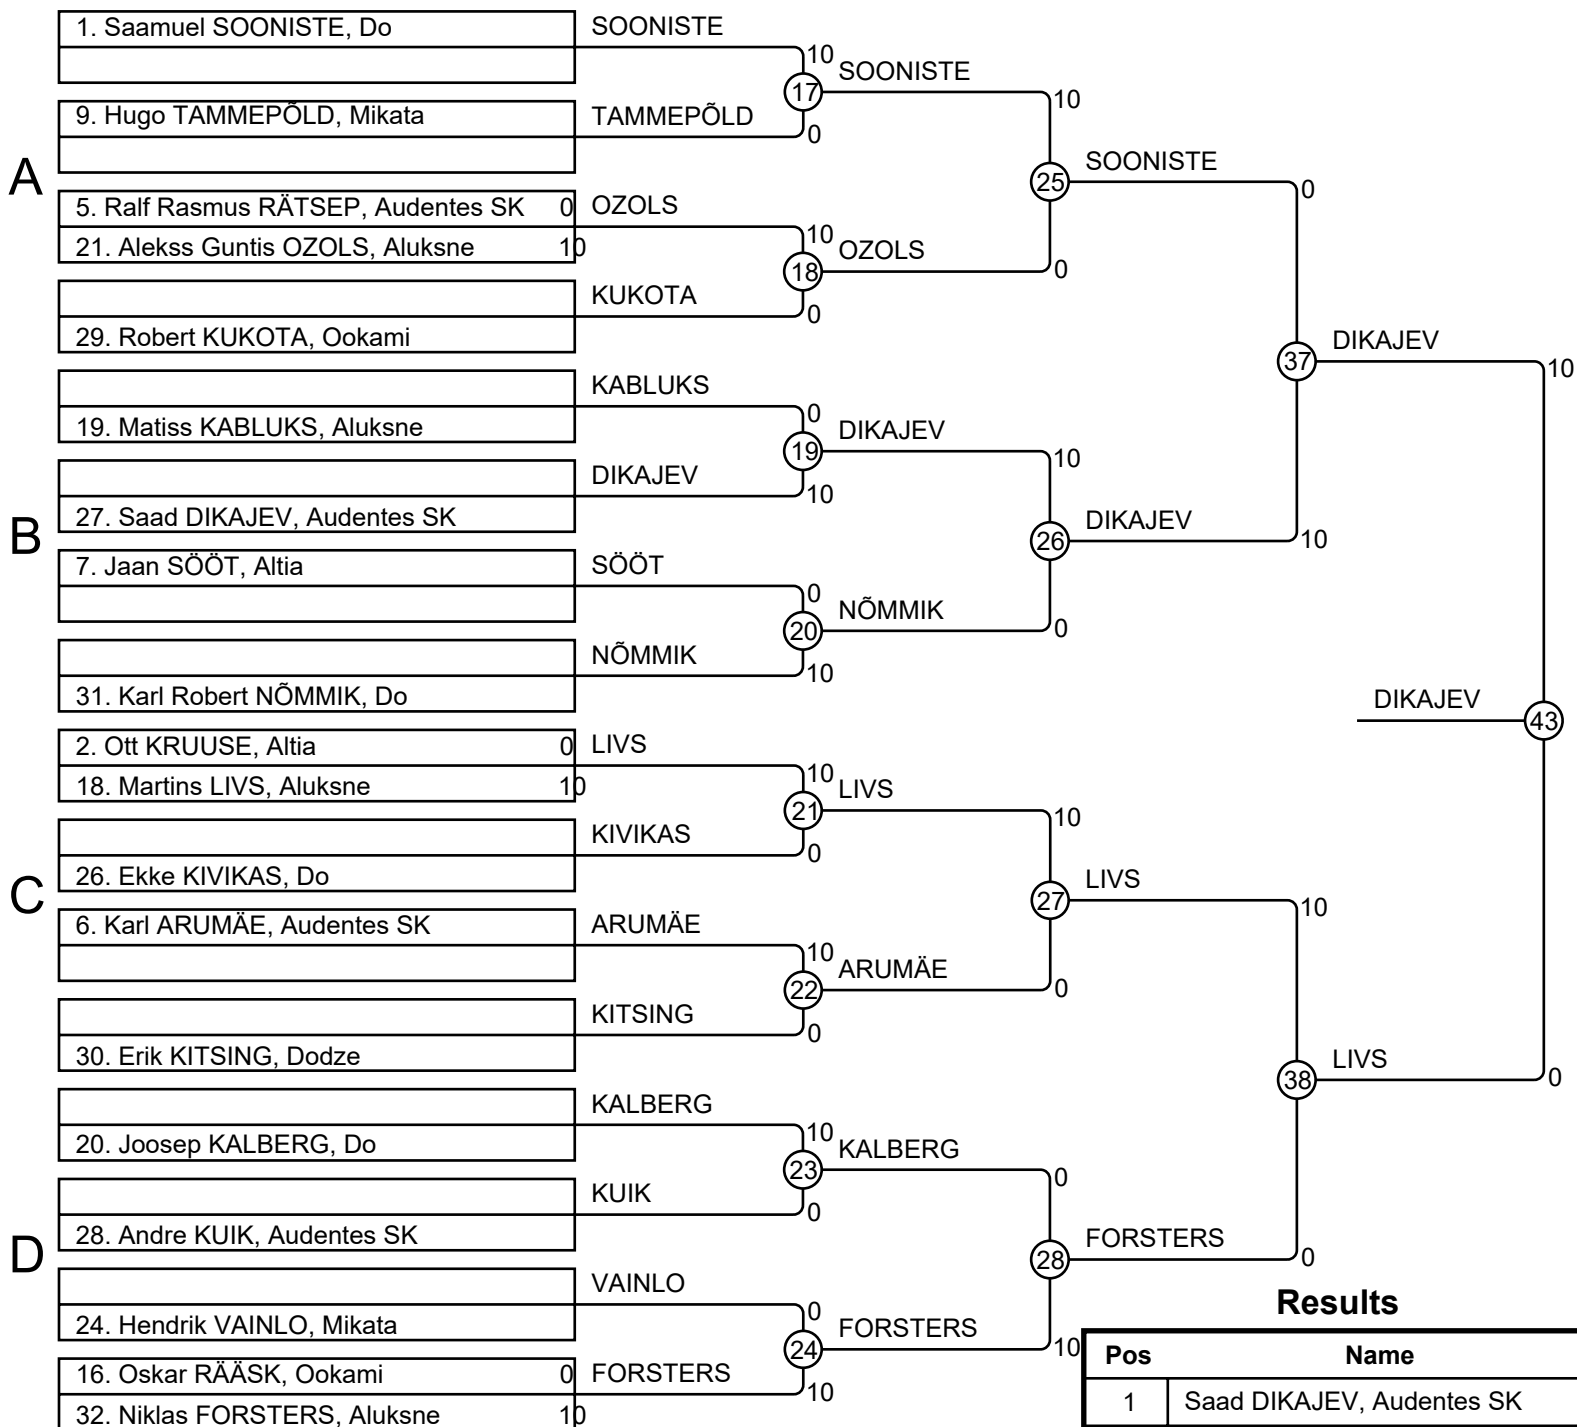 1. Saamuel SOONISTE, Do
9. Hugo TAMMEPÕLD, Mikata
A
5. Ralf Rasmus RÄTSEP, Audentes SK 0
21. Alekss Guntis OZOLS, Aluksne 10
29. Robert KUKOTA, Ookami
19. Matiss KABLUKS, Aluksne
27. Saad DIKAJEV, Audentes SK
B
7. Jaan SÖÖT, Altia
31. Karl Robert NÕMMIK, Do
2. Ott KRUUSE, Altia 0
18. Martins LIVS, Aluksne 10
26. Ekke KIVIKAS, Do
C
6. Karl ARUMÄE, Audentes SK
30. Erik KITSING, Dodze
20. Joosep KALBERG, Do
28. Andre KUIK, Audentes SK
D
24. Hendrik VAINLO, Mikata
16. Oskar RÄÄSK, Ookami 0
32. Niklas FORSTERS, Aluksne 10
SOONISTE
10
17
TAMMEPÕLD
0
OZOLS
10
18
KUKOTA
0
KABLUKS
0
19
DIKAJEV
10
SÖÖT
0
20
NÕMMIK
10
LIVS
10
21
KIVIKAS
0
ARUMÄE
10
22
KITSING
0
KALBERG
10
23
KUIK
0
VAINLO
0
24
FORSTERS
10
SOONISTE
10
25
OZOLS
0
DIKAJEV
10
26
NÕMMIK
0
LIVS
10
27
ARUMÄE
0
KALBERG
0
28
FORSTERS
10
SOONISTE
0
37
DIKAJEV
10
LIVS
10
38
FORSTERS
0
DIKAJEV
10
43
LIVS
0
DIKAJEV
Results
Pos Name
1 Saad DIKAJEV, Audentes SK